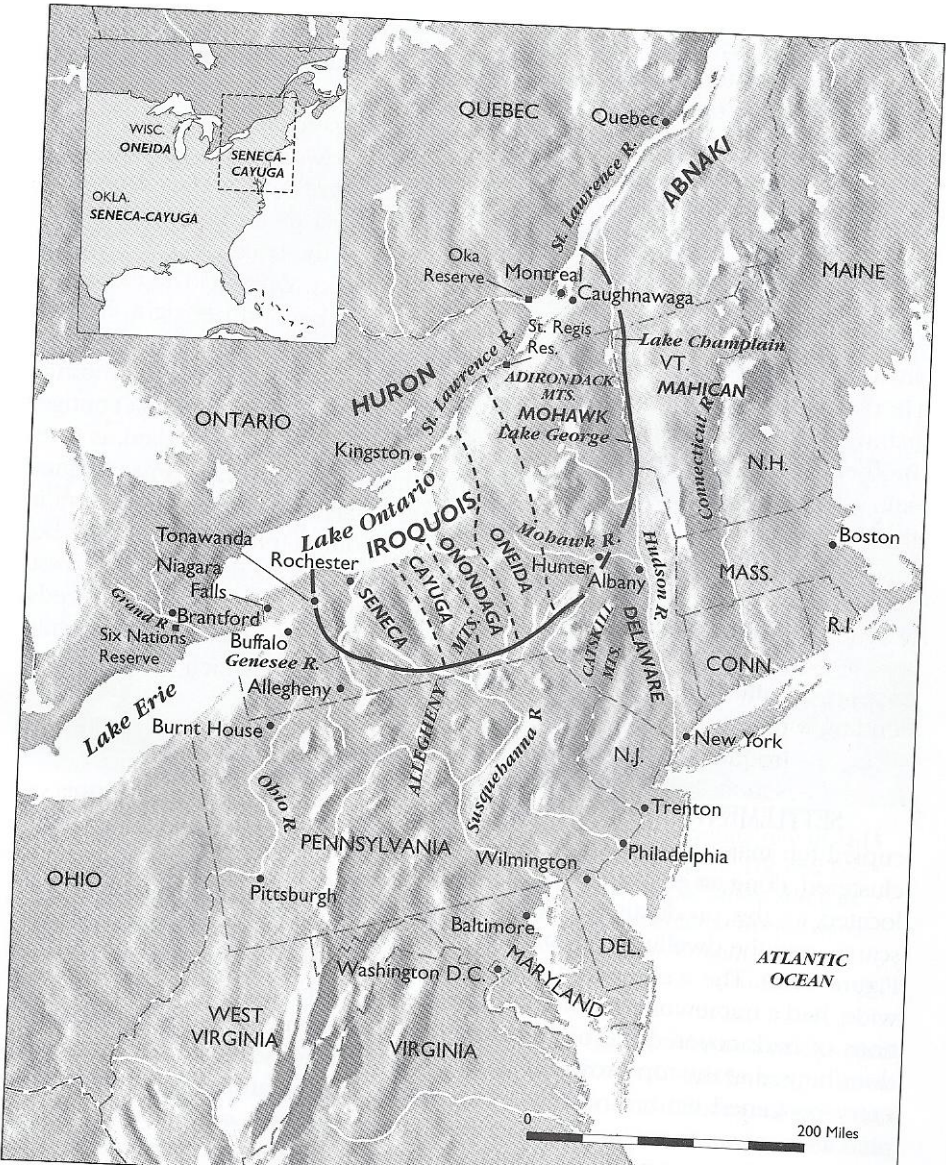 WISC.
ONEIDA
SENECA-
CAYUGA
OKLA.
SENECA-CAYUGA
QUEBEC
Quebec
St. Lawrence R.
ABNAKI
MAINE
Oka
Reserve
Montreal
Caughnawaga
St. Regis
Res.
Lake Champlain
VT.
MAHICAN
ADIRONDACK
MTS.
MOHAWK
Lake George
HURON
St. Lawrence R.
ONTARIO
Kingston
Connecticut R.
N.H.
Lake Ontario
IROQUOIS
Tonawanda
Rochester
Niagara
Falls
Grand R
Brantford
Six Nations
Reserve
Buffalo
Genesee R.
SENECA
CAYUGA
ONONDAGA
ONEIDA
MTS.
Mohawk R.
Hunter
Albany
Hudson R.
Boston
MASS.
R.I.
CONN.
CATSKILL
MTS.
DELAWARE
Lake Erie
Allegheny
Burnt House
ALLEGHENY
Susquehanna R
New York
N.J.
Ohio R.
Trenton
Philadelphia
PENNSYLVANIA
Wilmington
OHIO
Pittsburgh
Baltimore
DEL.
ATLANTIC
OCEAN
Washington D.C.
MARYLAND
WEST
VIRGINIA
VIRGINIA
0
200 Miles